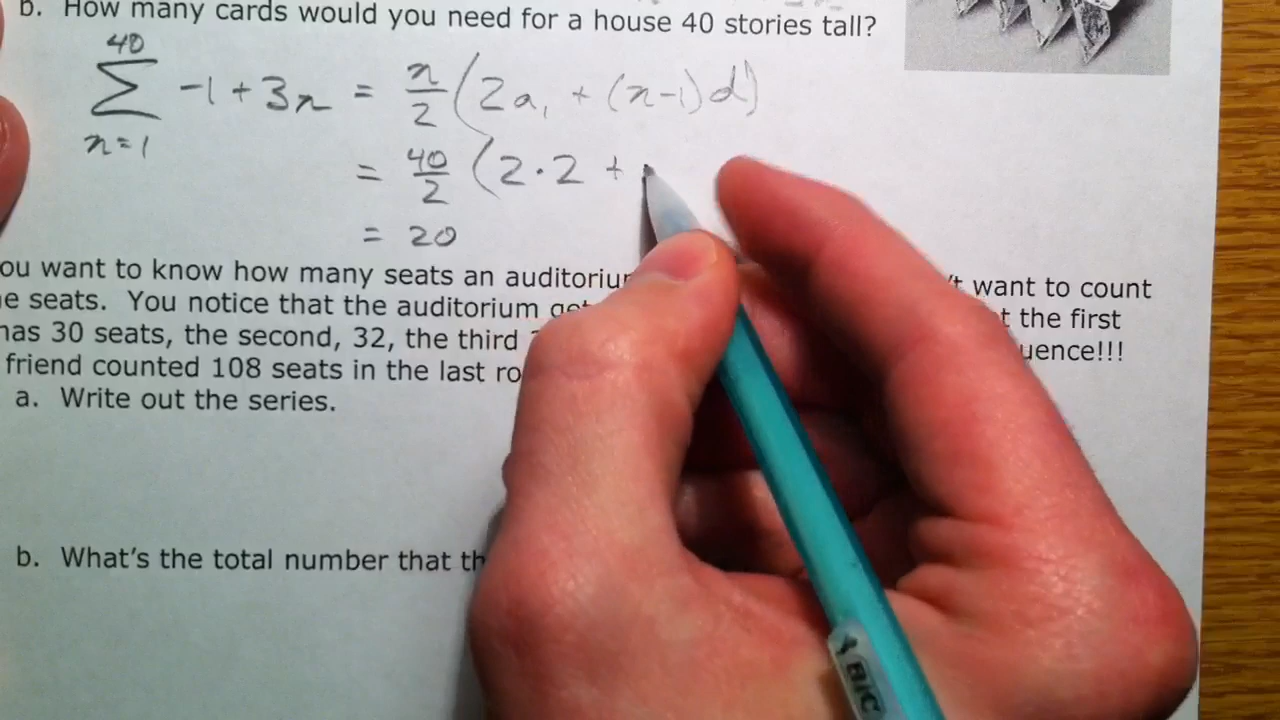 b. How many cards would you need for a house 40 stories tall?
40
∑ -1 + 3n = n/2 (2a₁ + (n-1)d)
n=1
= 40/2 (2·2 +
= 20
ou want to know how many seats an auditoriu want to count
e seats. You notice that the auditorium the first
has 30 seats, the second, 32, the third uence!!!
friend counted 108 seats in the last ro
a. Write out the series.
b. What's the total number that th
BIC